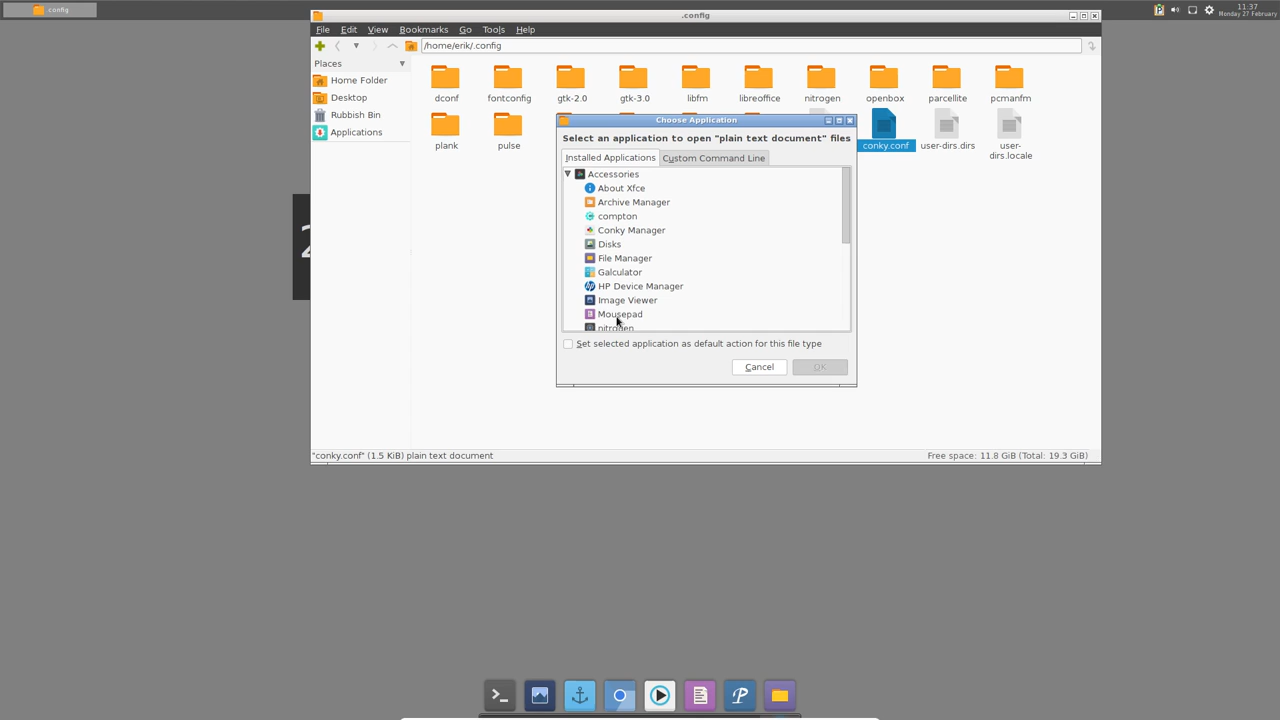 config
11:37
Monday 27 February
.config
File Edit View Bookmarks Go Tools Help
/home/erik/.config
Places
Home Folder
Desktop
Rubbish Bin
Applications
dconf fontconfig gtk-2.0 gtk-3.0 libfm libreoffice nitrogen openbox parcellite pcmanfm
plank pulse conky.conf user-dirs.dirs user-
dirs.locale
Choose Application
Select an application to open "plain text document" files
Installed Applications Custom Command Line
Accessories
About Xfce
Archive Manager
compton
Conky Manager
Disks
File Manager
Galculator
HP Device Manager
Image Viewer
Mousepad
nitrogen
Set selected application as default action for this file type
Cancel OK
2
"conky.conf" (1.5 KiB) plain text document Free space: 11.8 GiB (Total: 19.3 GiB)